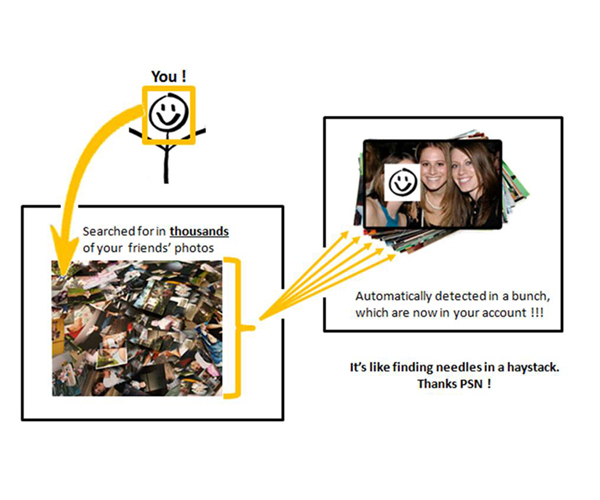 You !
Searched for in thousands
of your friends' photos
Automatically detected in a bunch,
which are now in your account !!!
It's like finding needles in a haystack.
Thanks PSN !